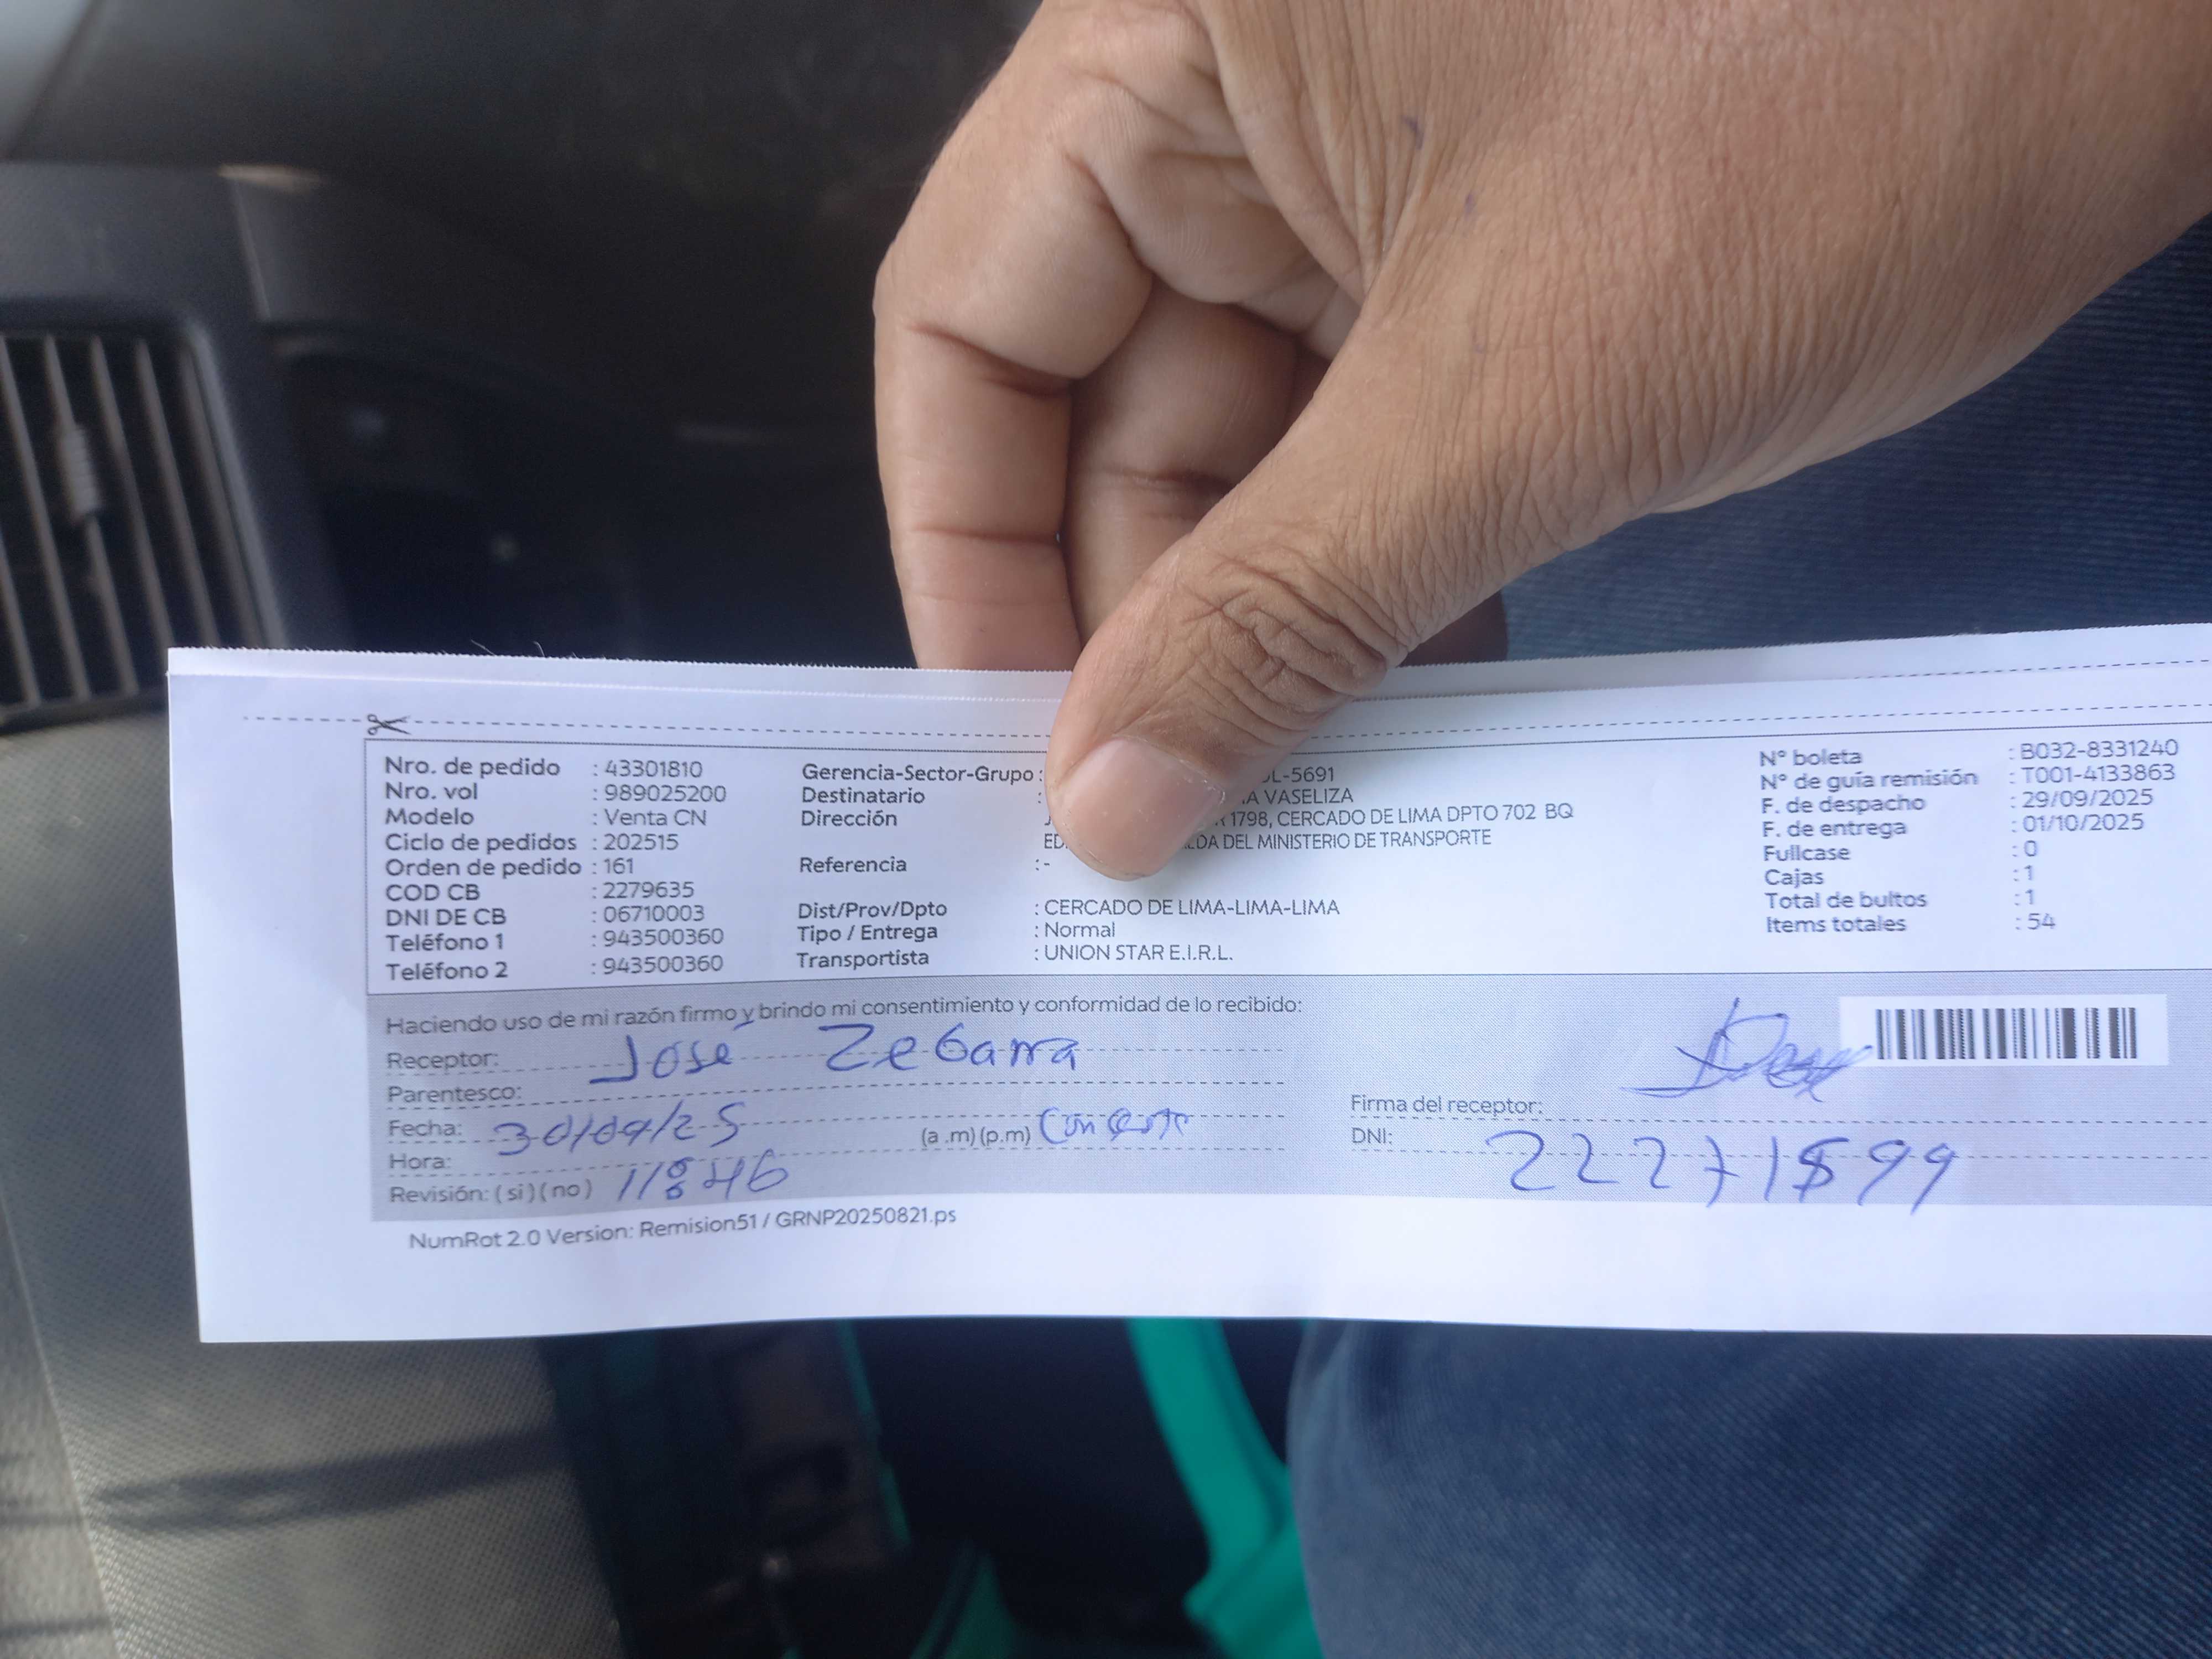 Nro. de pedido : 43301810
Nro. vol : 989025200
Modelo : Venta CN
Ciclo de pedidos : 202515
Orden de pedido : 161
COD CB : 2279635
DNI DE CB : 06710003
Teléfono 1 : 943500360
Teléfono 2 : 943500360
Gerencia-Sector-Grupo : -5691
Destinatario : VASELIZA
Dirección 1798, CERCADO DE LIMA DPTO 702 BQ
DEL MINISTERIO DE TRANSPORTE
Referencia : -
Dist/Prov/Dpto : CERCADO DE LIMA-LIMA-LIMA
Tipo / Entrega : Normal
Transportista : UNION STAR E.I.R.L.
N° boleta : B032-8331240
N° de guía remisión : T001-4133863
F. de despacho : 29/09/2025
F. de entrega : 01/10/2025
Fullcase : 0
Cajas : 1
Total de bultos : 1
Items totales : 54
Haciendo uso de mi razón firmo y brindo mi consentimiento y conformidad de lo recibido:
Receptor: José
Parentesco:
Fecha: 30/09/25 (a .m) (p.m)
Hora:
Revisión: ( si ) ( no ) 11:46
Firma del receptor:
DNI:
NumRot 2.0 Version: Remision51 / GRNP20250821.ps